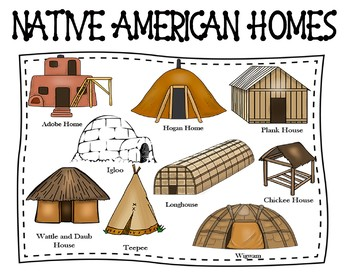 NATIVE AMERICAN HOMES
Adobe Home
Hogan Home
Plank House
Igloo
Longhouse
Chickee House
Wattle and Daub
House
Teepee
Wigwam